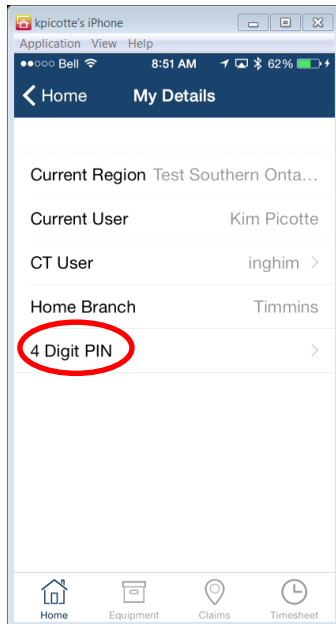 kpicotte's iPhone
Application View Help
Bell 8:51 AM 62%
Home My Details
Current Region Test Southern Onta...
Current User Kim Picotte
CT User inghim
Home Branch Timmins
4 Digit PIN
Home Equipment Claims Timesheet